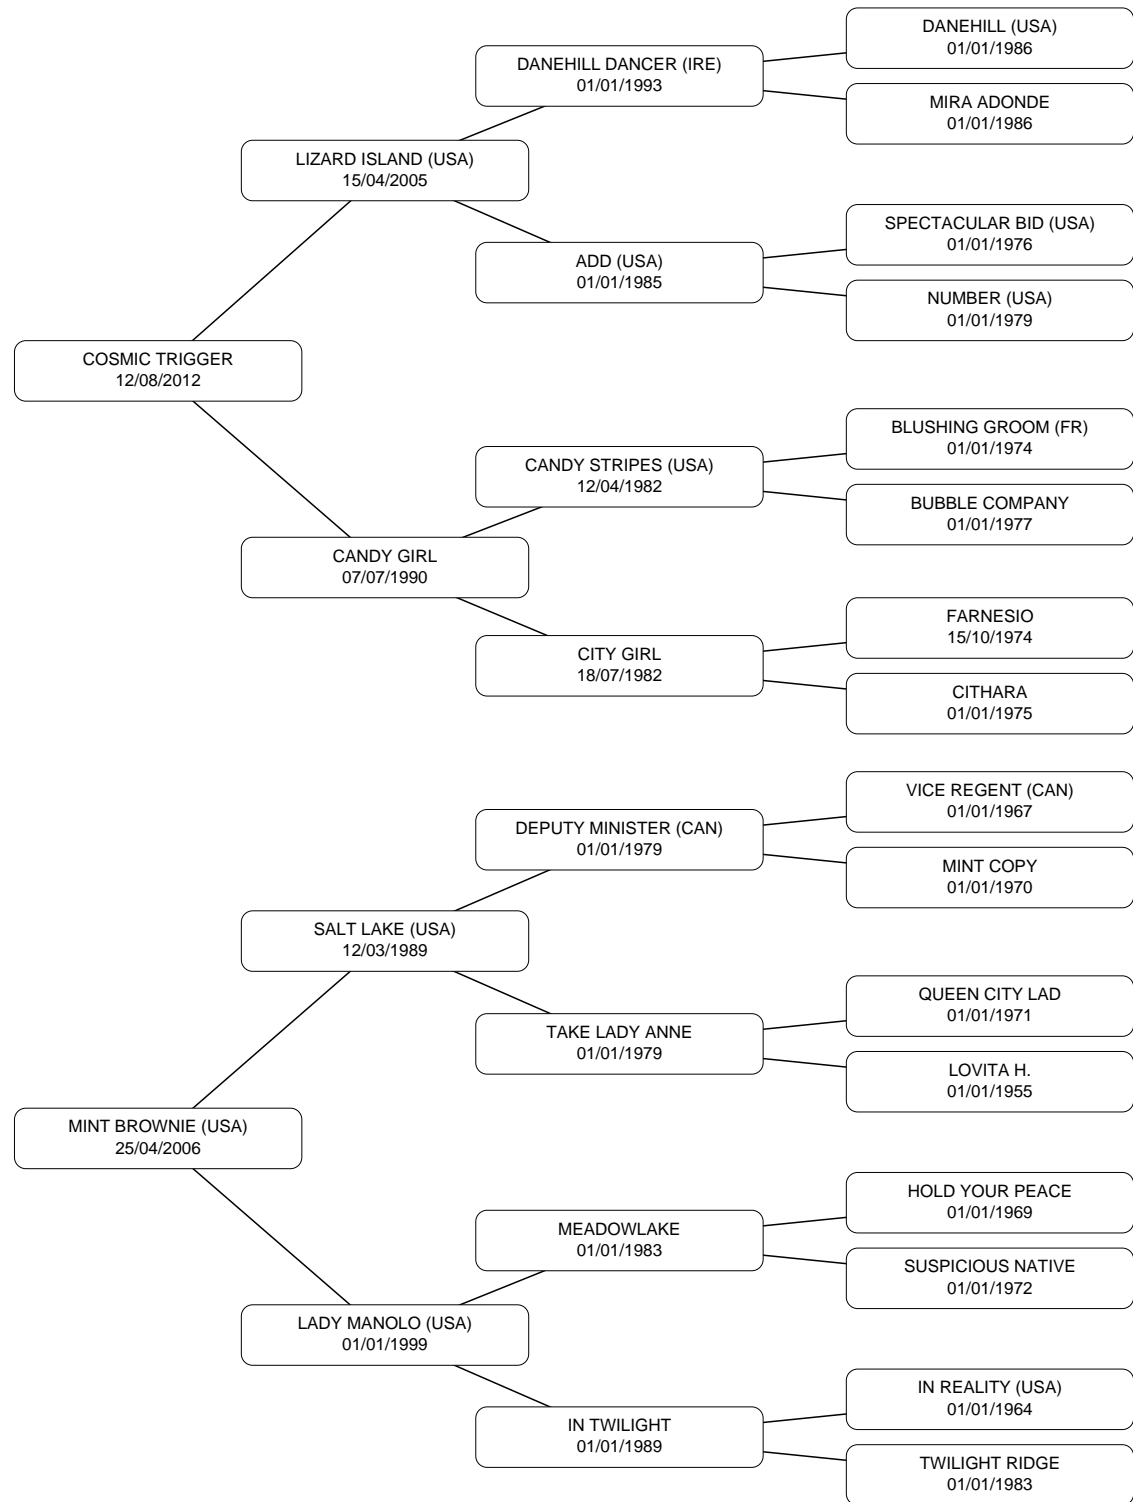 DANEHILL (USA)
01/01/1986
DANEHILL DANCER (IRE)
01/01/1993
MIRA ADONDE
01/01/1986
LIZARD ISLAND (USA)
15/04/2005
SPECTACULAR BID (USA)
01/01/1976
ADD (USA)
01/01/1985
NUMBER (USA)
01/01/1979
COSMIC TRIGGER
12/08/2012
BLUSHING GROOM (FR)
01/01/1974
CANDY STRIPES (USA)
12/04/1982
BUBBLE COMPANY
01/01/1977
CANDY GIRL
07/07/1990
FARNESIO
15/10/1974
CITY GIRL
18/07/1982
CITHARA
01/01/1975
VICE REGENT (CAN)
01/01/1967
DEPUTY MINISTER (CAN)
01/01/1979
MINT COPY
01/01/1970
SALT LAKE (USA)
12/03/1989
QUEEN CITY LAD
01/01/1971
TAKE LADY ANNE
01/01/1979
LOVITA H.
01/01/1955
MINT BROWNIE (USA)
25/04/2006
HOLD YOUR PEACE
01/01/1969
MEADOWLAKE
01/01/1983
SUSPICIOUS NATIVE
01/01/1972
LADY MANOLO (USA)
01/01/1999
IN REALITY (USA)
01/01/1964
IN TWILIGHT
01/01/1989
TWILIGHT RIDGE
01/01/1983